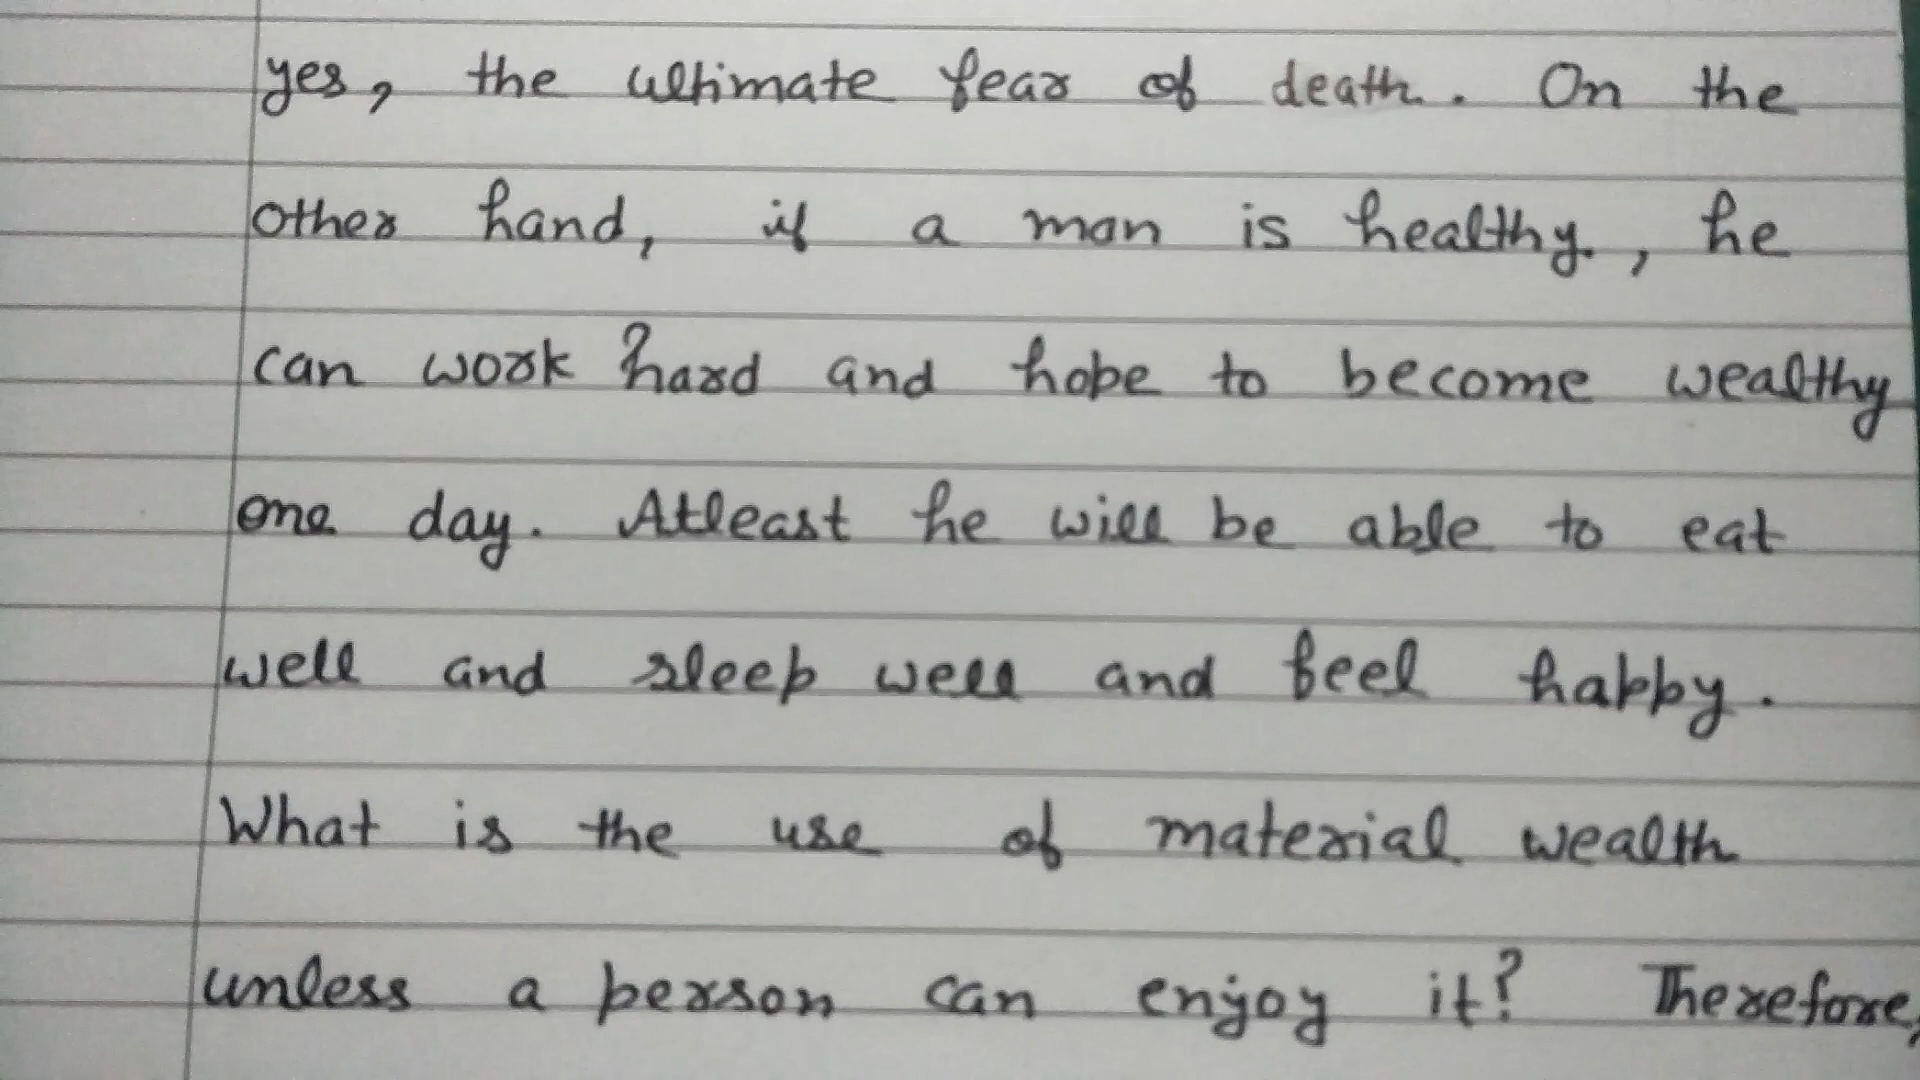 yes, the ultimate fear of death. On the
other hand, if a man is healthy, he
can work hard and hope to become wealthy
one day. Atleast he will be able to eat
well and sleep well and feel happy.
What is the use of material wealth
unless a person can enjoy it? Therefore,